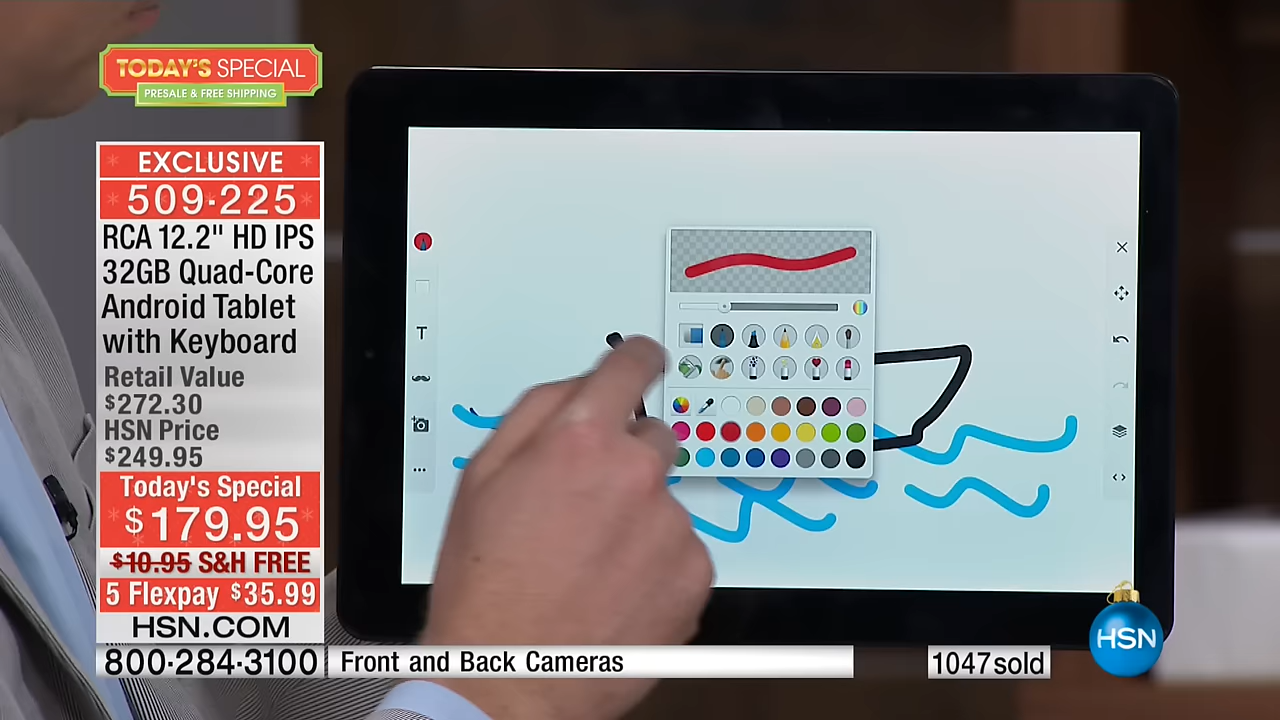 TODAY'S SPECIAL
PRESALE & FREE SHIPPING
EXCLUSIVE
509·225
RCA 12.2" HD IPS
32GB Quad-Core
Android Tablet
with Keyboard
Retail Value
$272.30
HSN Price
$249.95
Today's Special
$179.95
$10.95 S&H FREE
5 Flexpay $35.99
HSN.COM
800·284·3100
Front and Back Cameras
1047 sold
HSN
T